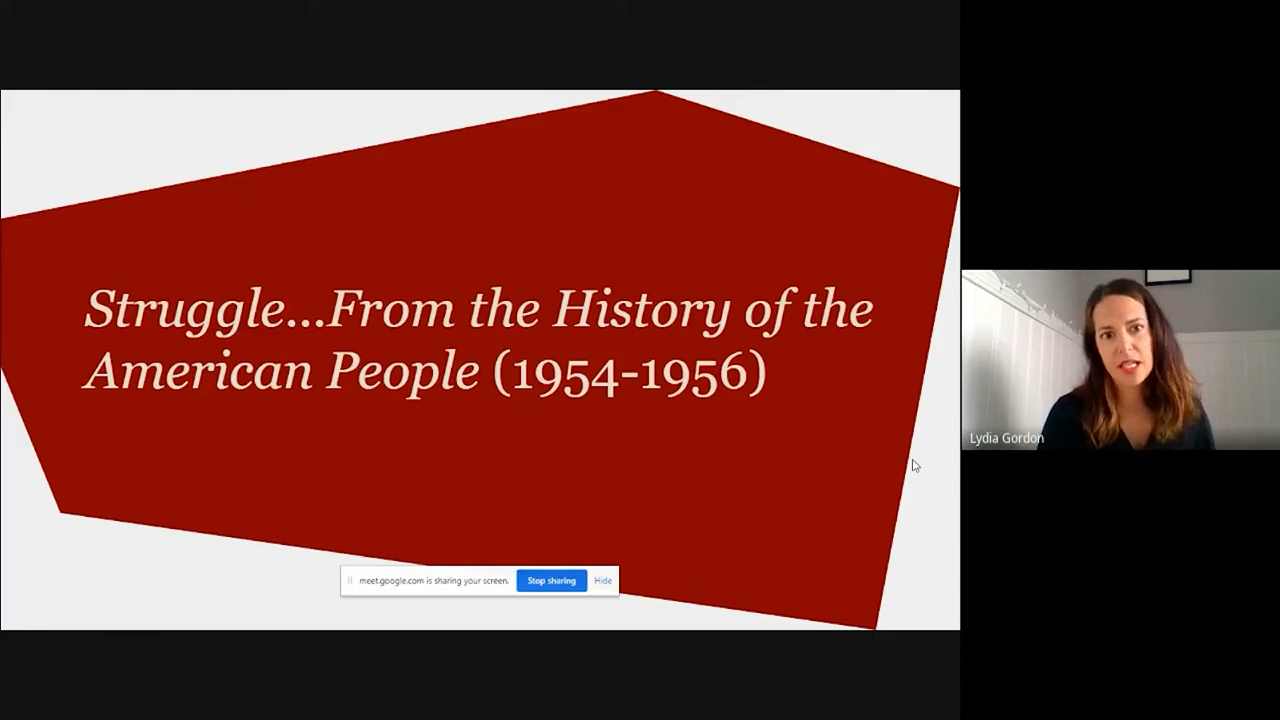 Struggle...From the History of the
American People (1954-1956)
meet.google.com is sharing your screen.
Stop sharing
Hide
Lydia Gordon